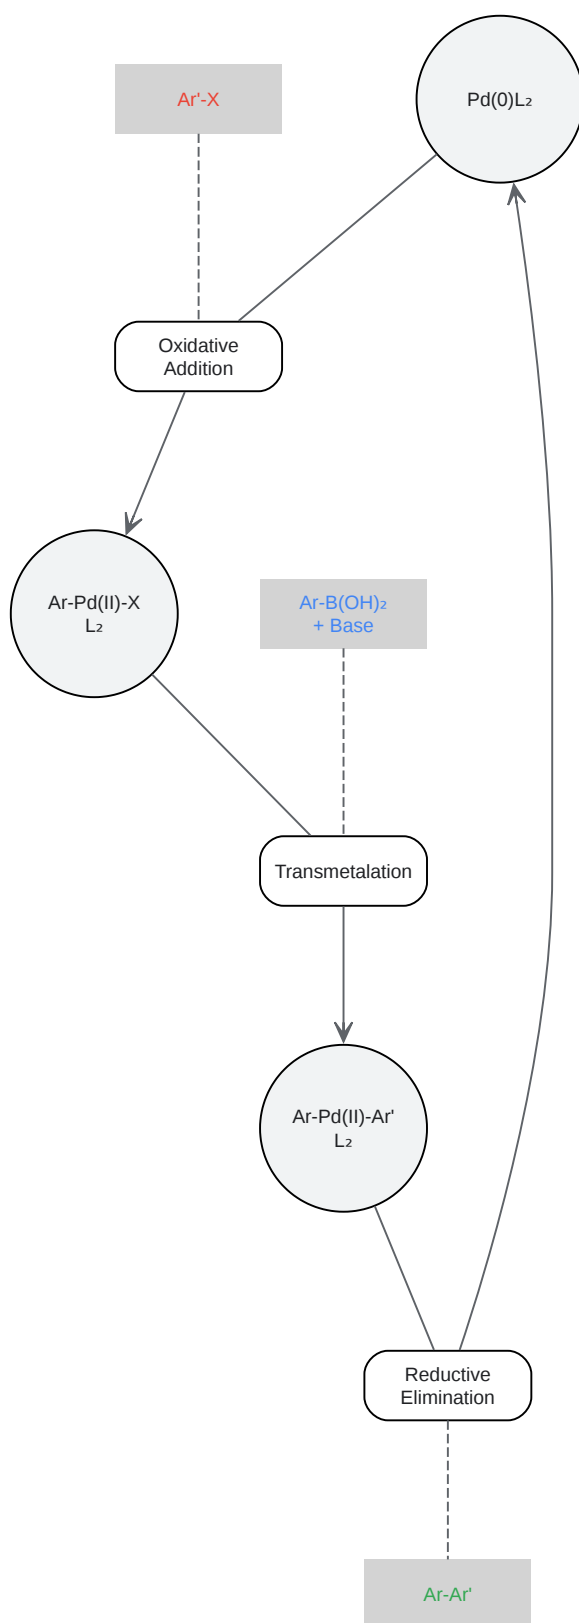 Ar'-X
Pd(0)L₂
Oxidative
Addition
Ar-Pd(II)-X
L₂
Ar-B(OH)₂
+ Base
Transmetalation
Ar-Pd(II)-Ar'
L₂
Reductive
Elimination
Ar-Ar'